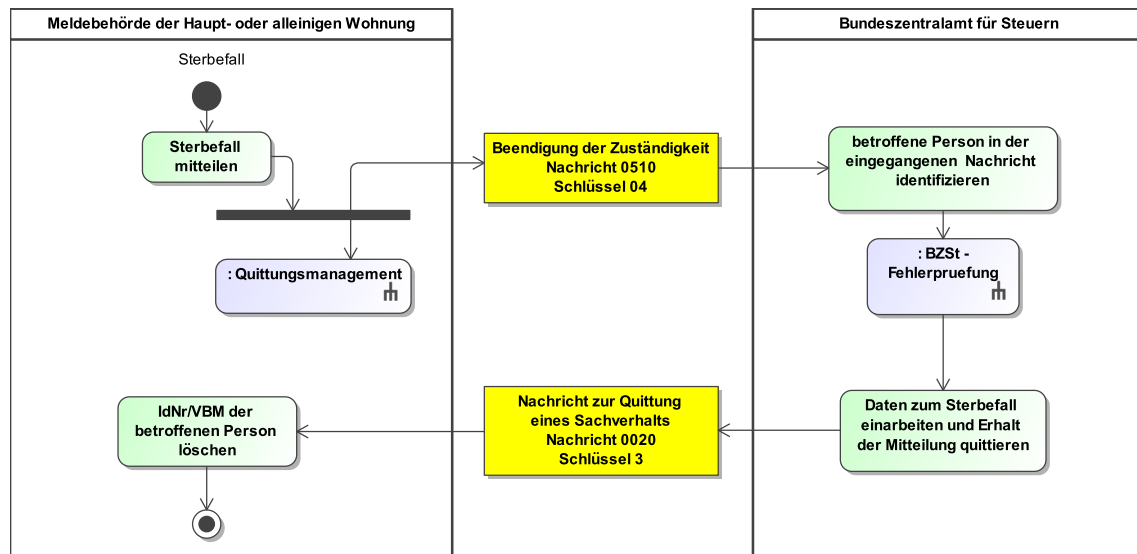 Meldebehörde der Haupt- oder alleinigen Wohnung
Bundeszentralamt für Steuern
Sterbefall
Sterbefall
mitteilen
: Quittungsmanagement
Beendigung der Zuständigkeit
Nachricht 0510
Schlüssel 04
betroffene Person in der
eingegangenen Nachricht
identifizieren
: BZSt -
Fehlerpruefung
Daten zum Sterbefall
einarbeiten und Erhalt
der Mitteilung quittieren
Nachricht zur Quittung
eines Sachverhalts
Nachricht 0020
Schlüssel 3
IdNr/VBM der
betroffenen Person
löschen